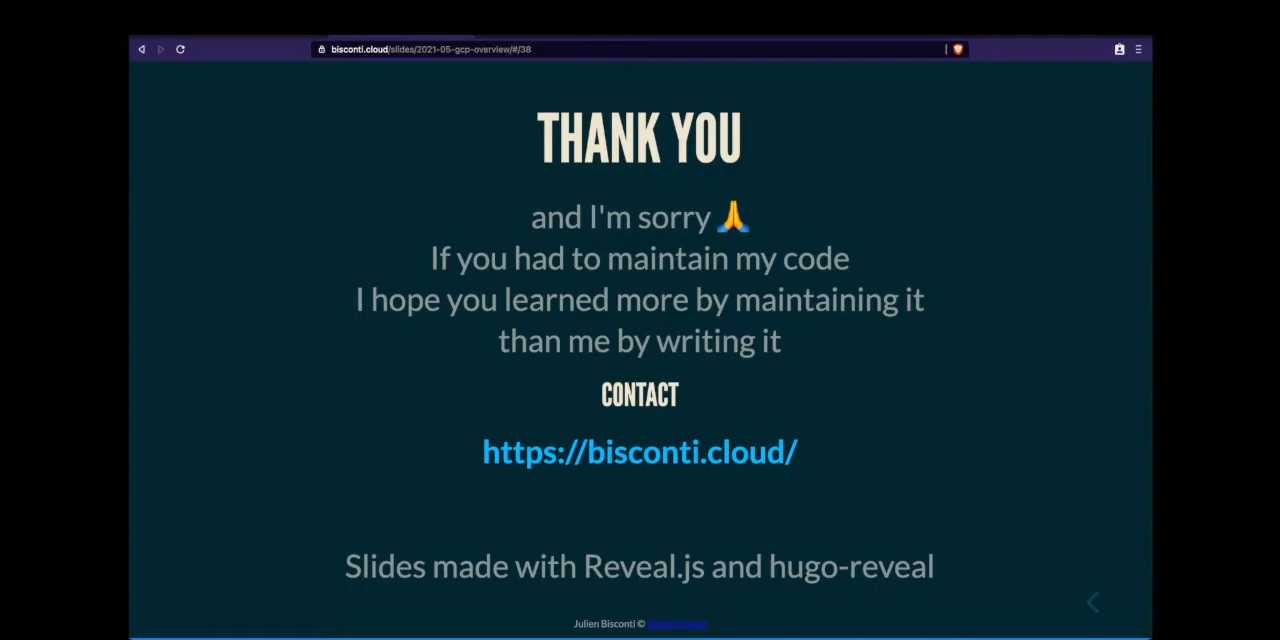 bisconti.cloud/slides/2021-05-gcp-overview/#/38
THANK YOU
and I'm sorry 🙏
If you had to maintain my code
I hope you learned more by maintaining it
than me by writing it
CONTACT
https://bisconti.cloud/
Slides made with Reveal.js and hugo-reveal
Julien Bisconti © bisconti.cloud